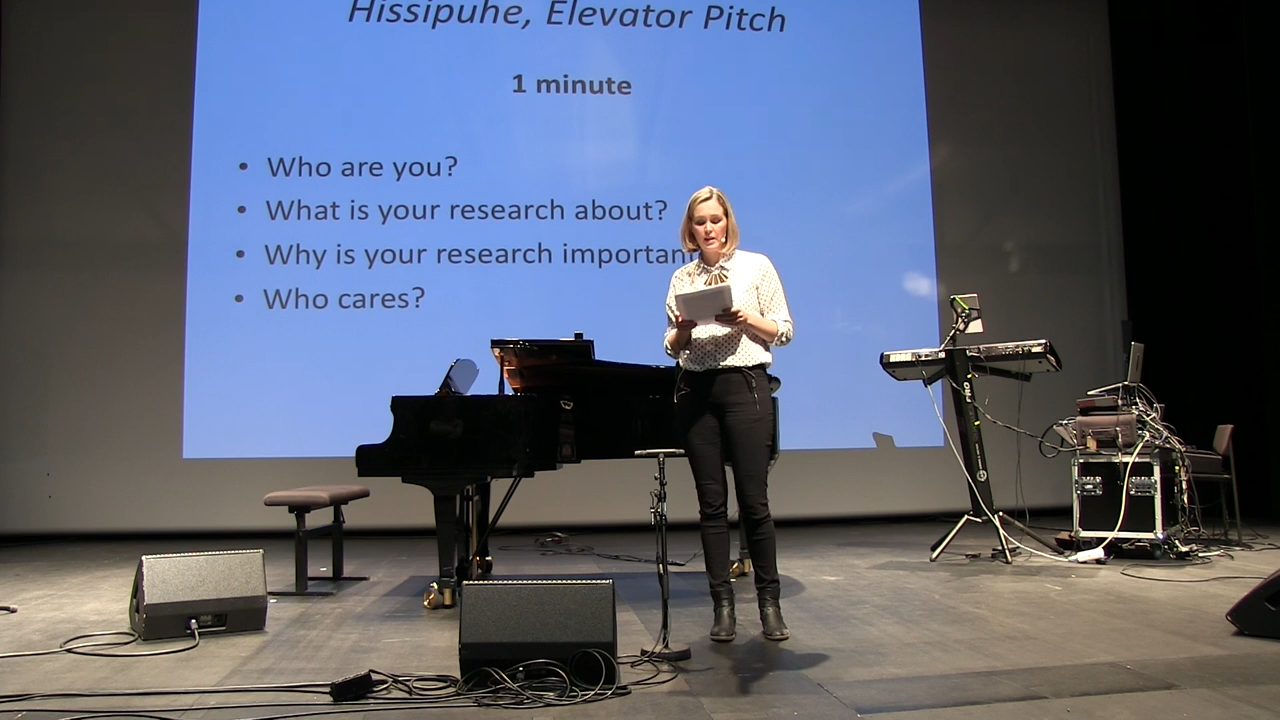 Hissipuhe, Elevator Pitch
1 minute
• Who are you?
• What is your research about?
• Why is your research important
• Who cares?